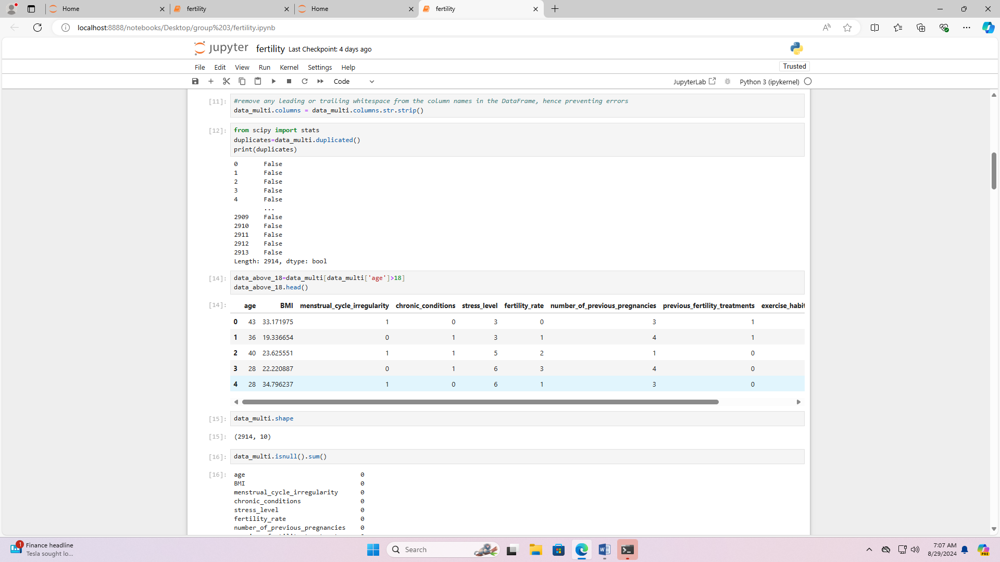 Home
fertility
Home
fertility
localhost:8888/notebooks/Desktop/group%203/fertility.ipynb
jupyter fertility Last Checkpoint: 4 days ago
File Edit View Run Kernel Settings Help
Trusted
Code
JupyterLab
Python 3 (ipykernel)
[11]: #remove any leading or trailing whitespace from the column names in the DataFrame, hence preventing errors
data_multi.columns = data_multi.columns.str.strip()
[12]: from scipy import stats
duplicates=data_multi.duplicated()
print(duplicates)
0 False
1 False
2 False
3 False
4 False
...
2909 False
2910 False
2911 False
2912 False
2913 False
Length: 2914, dtype: bool
[14]: data_above_18=data_multi[data_multi['age']>18]
data_above_18.head()
[14]: age BMI menstrual_cycle_irregularity chronic_conditions stress_level fertility_rate number_of_previous_pregnancies previous_fertility_treatments exercise_habit
0 43 33.171975 1 0 3 0 3 1
1 36 19.336654 0 1 3 1 4 1
2 40 23.625551 1 1 5 2 1 0
3 28 22.220887 0 1 6 3 4 0
4 28 34.796237 1 0 6 1 3 0
[15]: data_multi.shape
[15]: (2914, 10)
[16]: data_multi.isnull().sum()
[16]: age 0
BMI 0
menstrual_cycle_irregularity 0
chronic_conditions 0
stress_level 0
fertility_rate 0
number_of_previous_pregnancies 0
1
Finance headline
Tesla sought lo...
Search
7:07 AM
8/29/2024
PRE